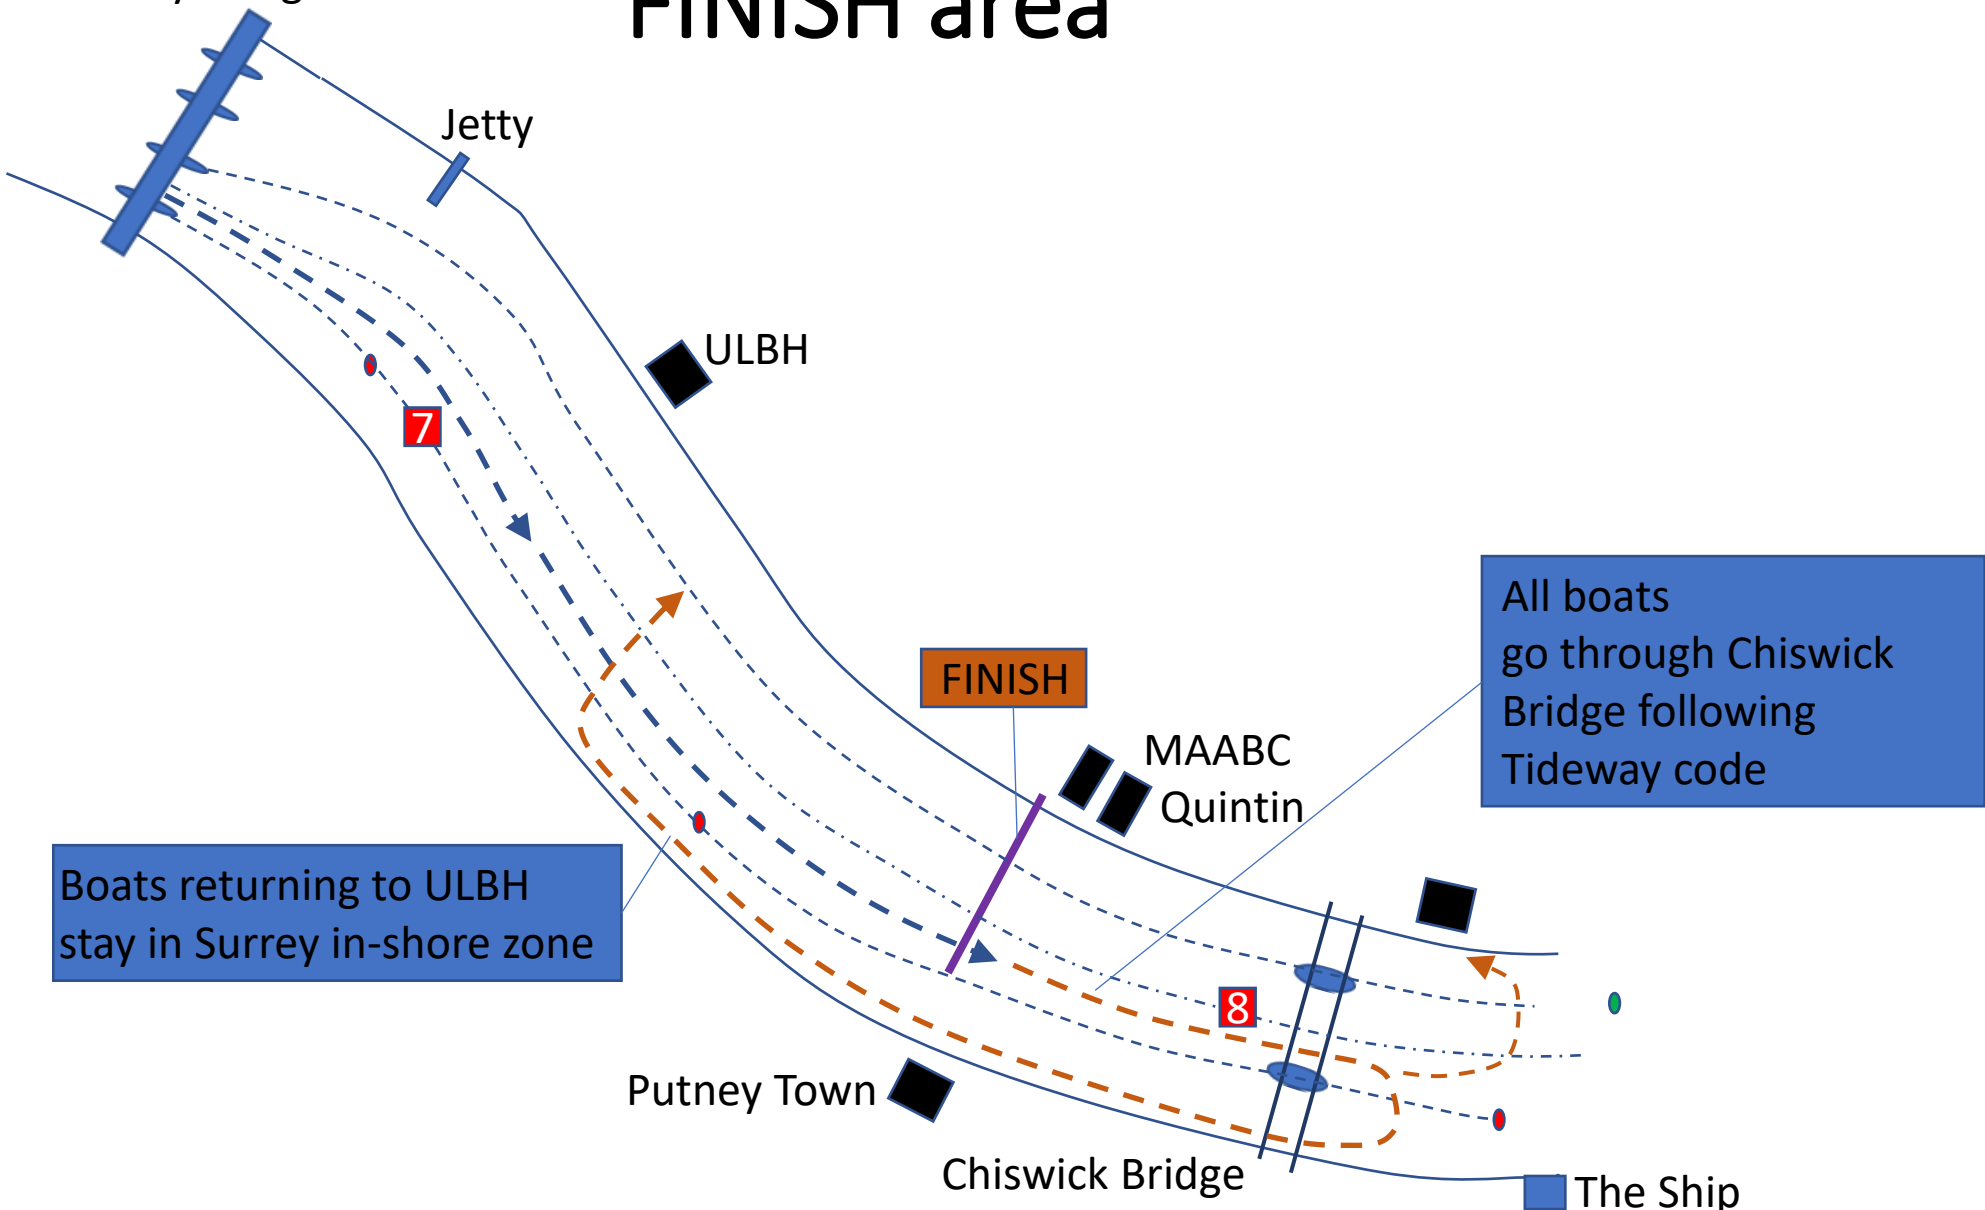 FINISH area
Jetty
ULBH
7
FINISH
All boats
go through Chiswick
Bridge following
Tideway code
MAABC
Quintin
Boats returning to ULBH
stay in Surrey in-shore zone
8
Putney Town
Chiswick Bridge
The Ship